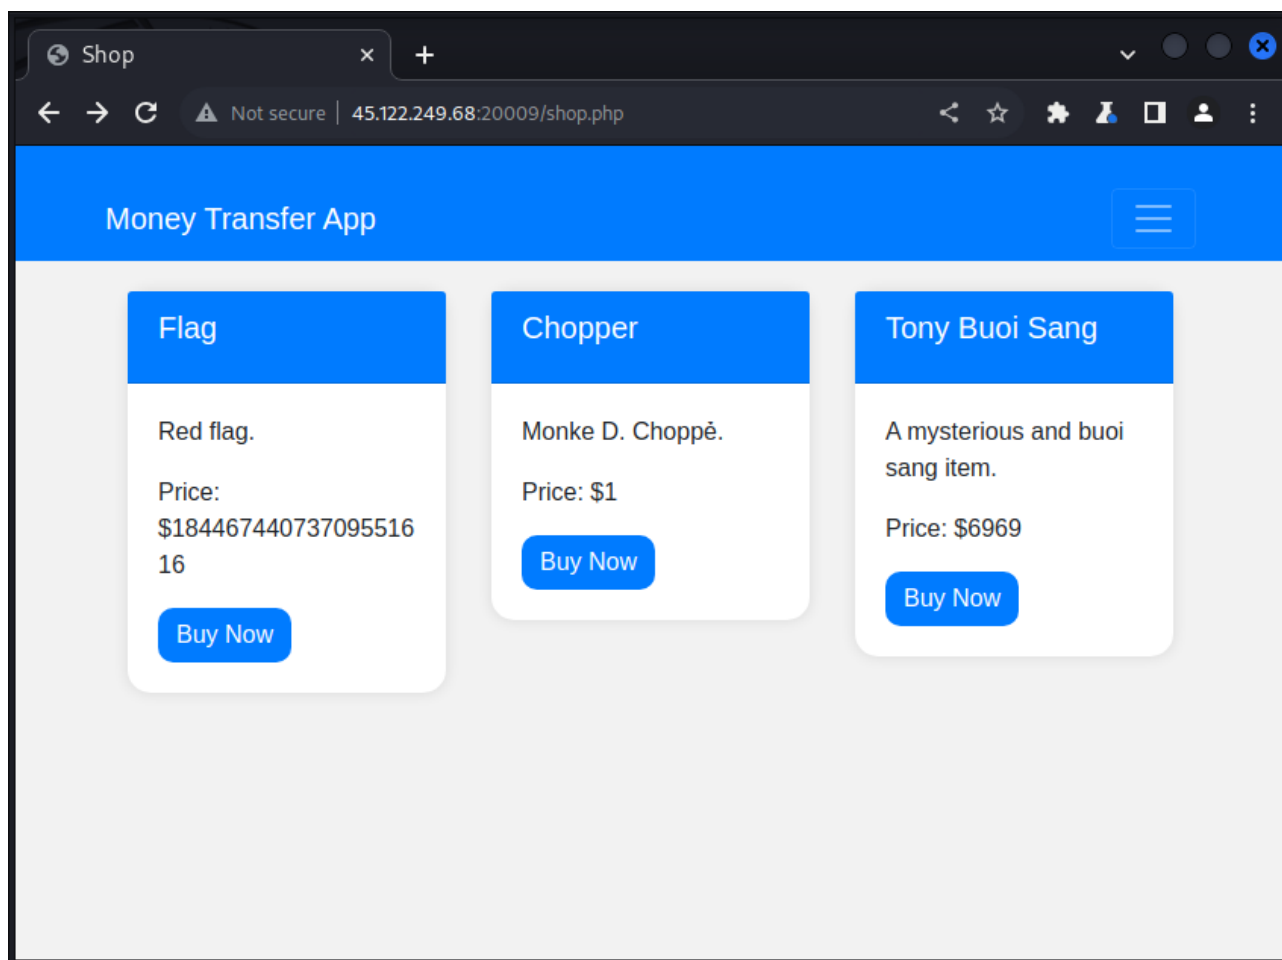 Shop
Not secure
45.122.249.68:20009/shop.php
Money Transfer App
Flag
Red flag.
Price:
$184467440737095516
16
Buy Now
Chopper
Monke D. Choppė.
Price: $1
Buy Now
Tony Buoi Sang
A mysterious and buoi
sang item.
Price: $6969
Buy Now